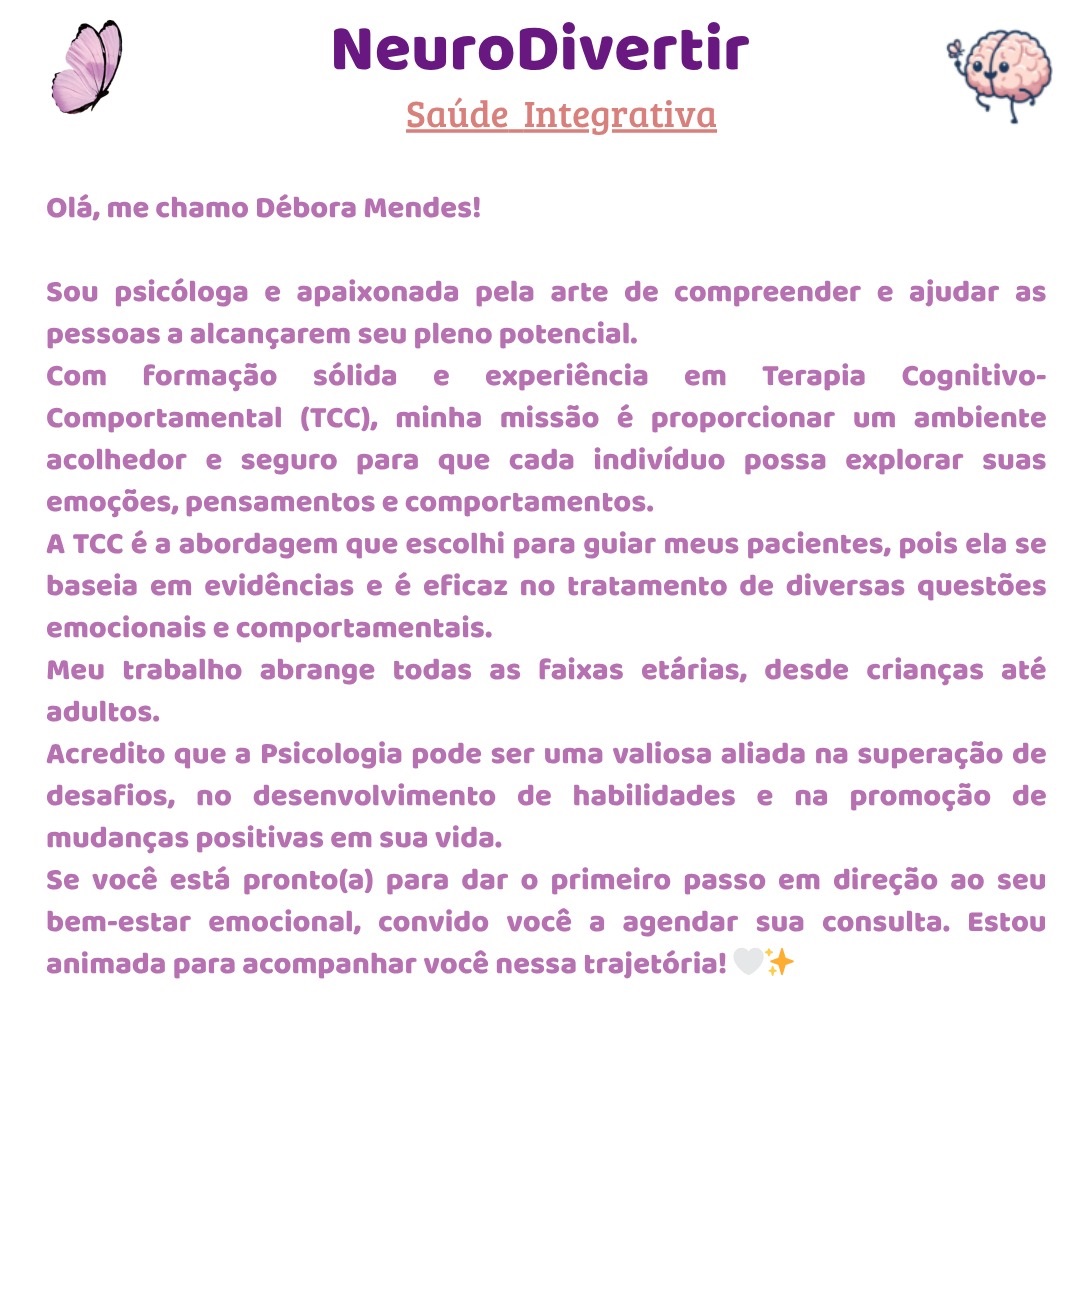 NeuroDivertir
Saúde Integrativa
Olá, me chamo Débora Mendes!
Sou psicóloga e apaixonada pela arte de compreender e ajudar as
pessoas a alcançarem seu pleno potencial.
Com formação sólida e experiência em Terapia Cognitivo-
Comportamental (TCC), minha missão é proporcionar um ambiente
acolhedor e seguro para que cada indivíduo possa explorar suas
emoções, pensamentos e comportamentos.
A TCC é a abordagem que escolhi para guiar meus pacientes, pois ela se
baseia em evidências e é eficaz no tratamento de diversas questões
emocionais e comportamentais.
Meu trabalho abrange todas as faixas etárias, desde crianças até
adultos.
Acredito que a Psicologia pode ser uma valiosa aliada na superação de
desafios, no desenvolvimento de habilidades e na promoção de
mudanças positivas em sua vida.
Se você está pronto(a) para dar o primeiro passo em direção ao seu
bem-estar emocional, convido você a agendar sua consulta. Estou
animada para acompanhar você nessa trajetória! 🤍✨